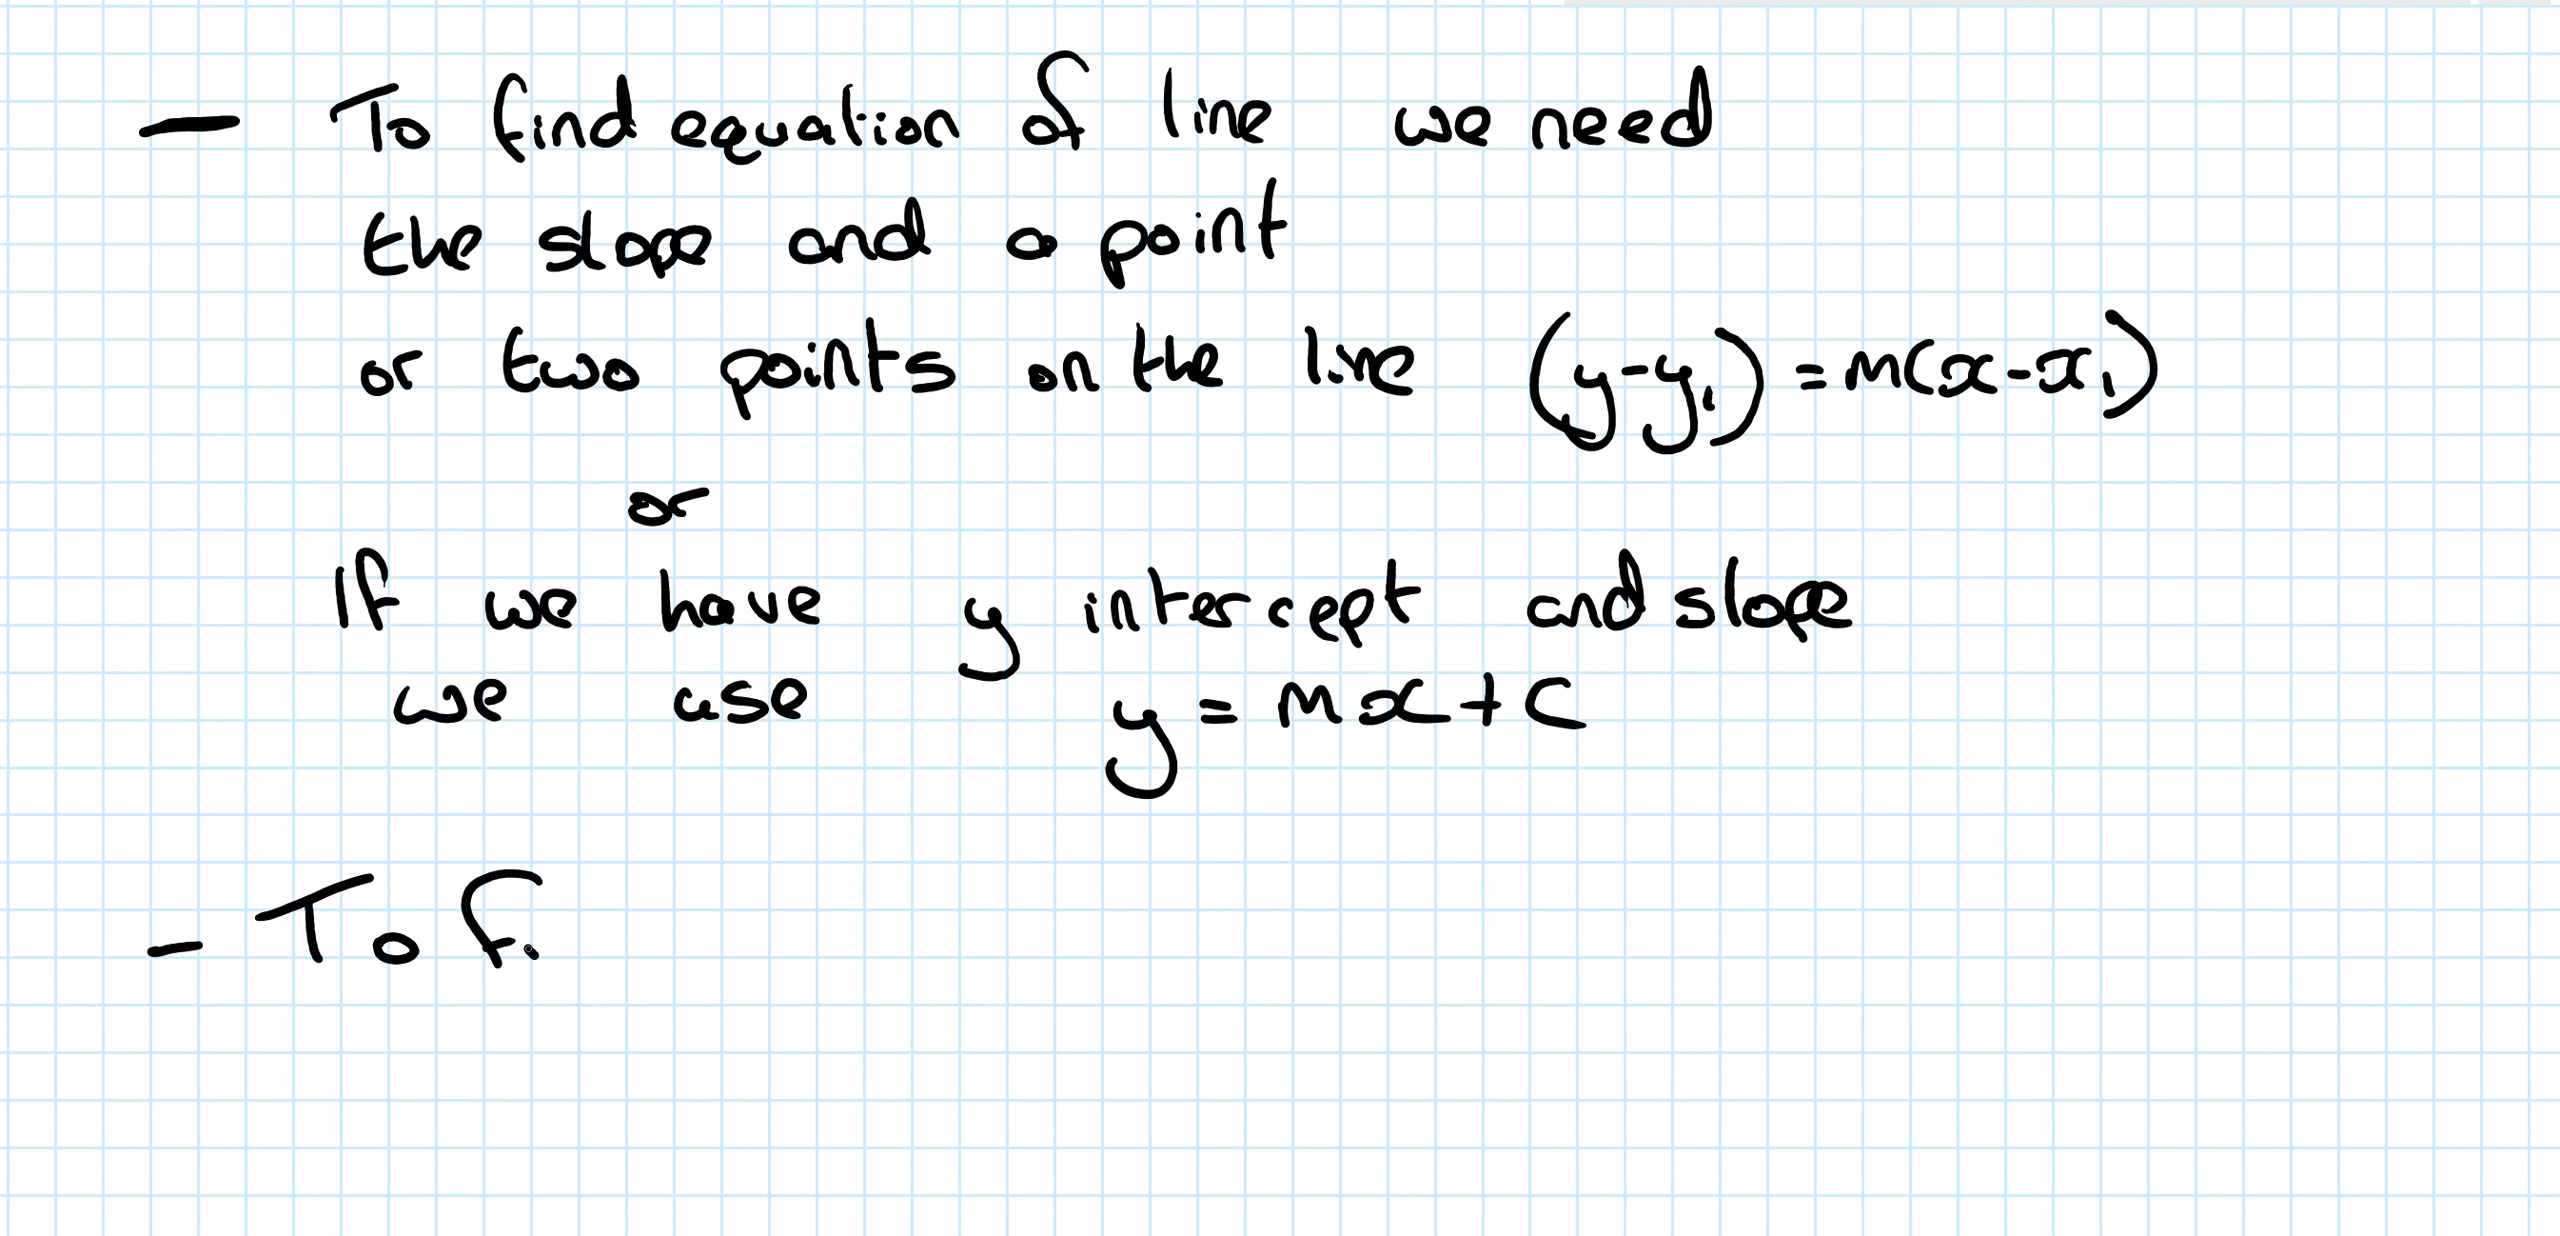 — To find equation of line we need
the slope and a point
or two points on the line (y-y₁) = m(x-x₁)
or
If we have y intercept and slope
we use y = mx + c
- To f.